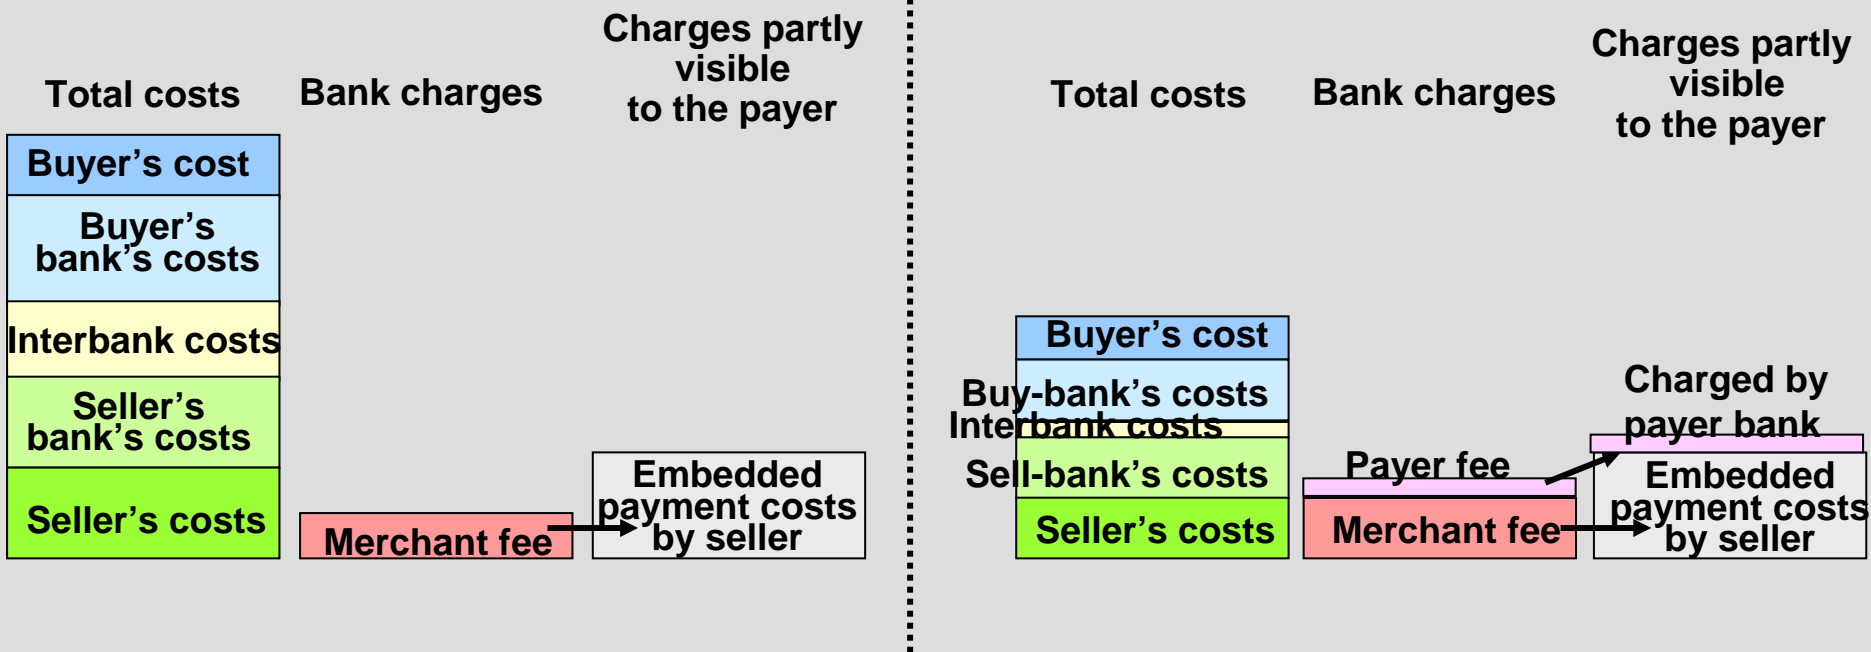 Total costs
Bank charges
Charges partly
visible
to the payer
Buyer’s cost
Buyer’s
bank’s costs
Interbank costs
Seller’s
bank’s costs
Seller’s costs
Merchant fee
Embedded
payment costs
by seller
Total costs
Bank charges
Charges partly
visible
to the payer
Buyer’s cost
Buy-bank’s costs
Interbank costs
Sell-bank’s costs
Seller’s costs
Payer fee
Merchant fee
Charged by
payer bank
Embedded
payment costs
by seller